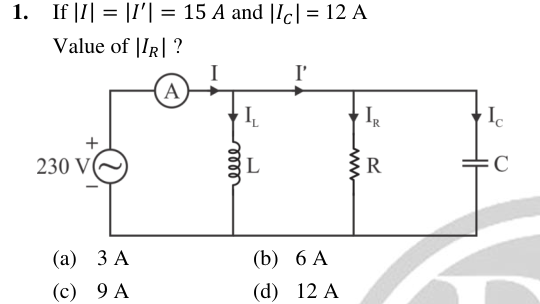 1. If |I| = |I'| = 15 A and |I_C| = 12 A
Value of |I_R| ?
I I'
A
I_L I_R I_c
+
230 V L R C
−
(a) 3 A (b) 6 A
(c) 9 A (d) 12 A